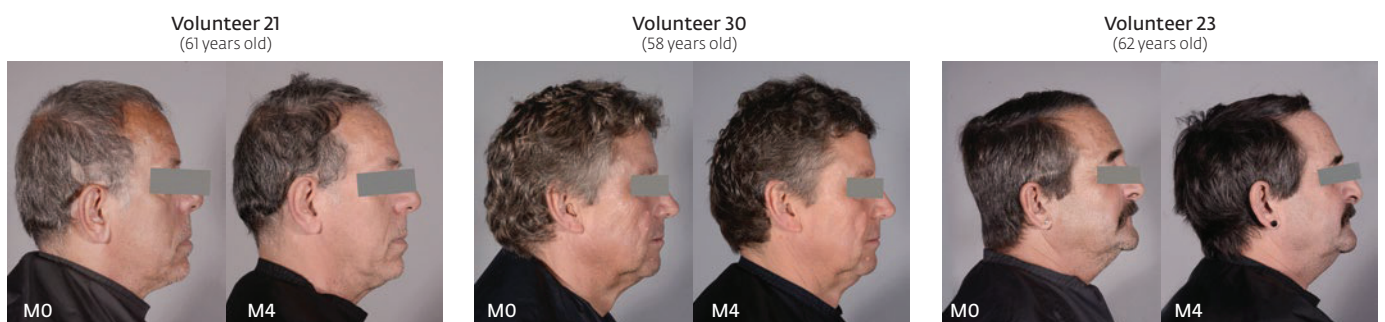 Volunteer 21
(61 years old)
M0
M4
Volunteer 30
(58 years old)
M0
M4
Volunteer 23
(62 years old)
M0
M4